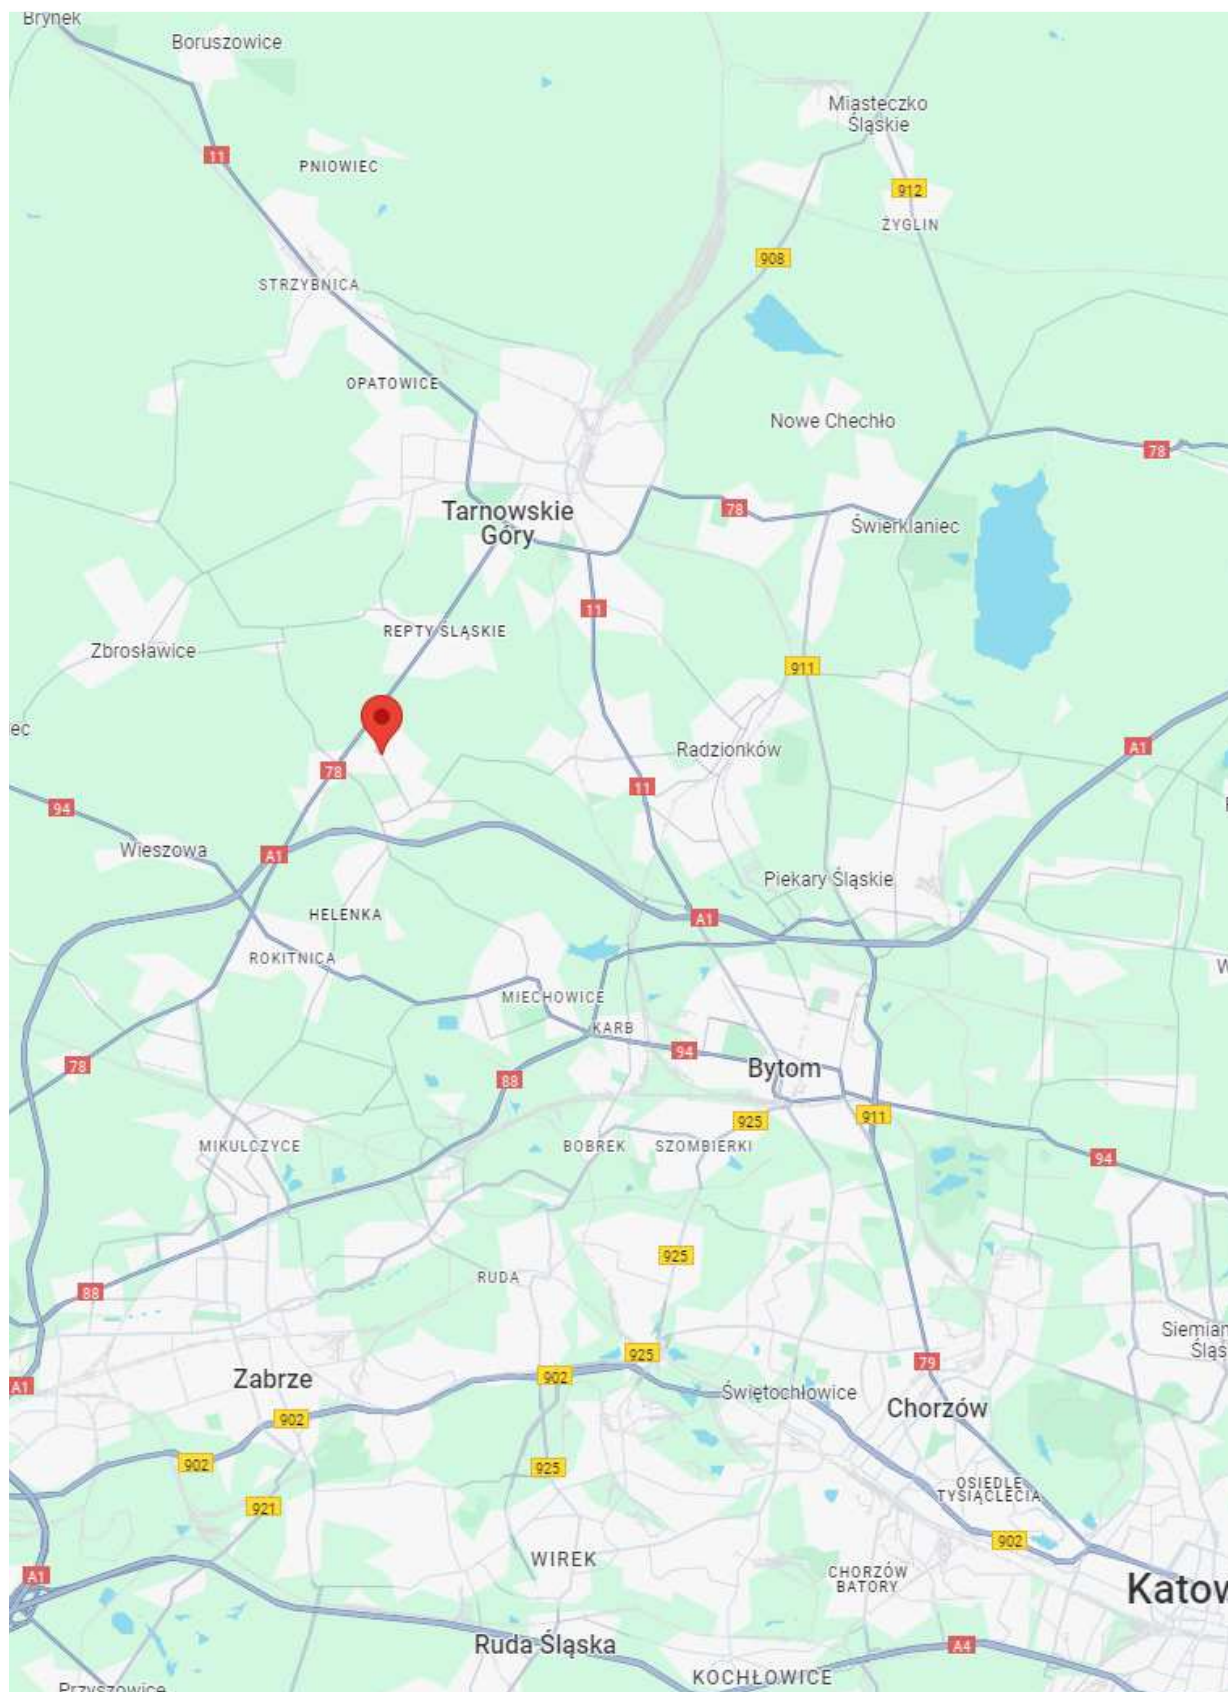 Brynek
Boruszowice
Miasteczko
Śląskie
11
PNIOWIEC
912
ŻYGLIN
908
STRZYBNICA
OPATOWICE
Nowe Chechło
78
Tarnowskie
Góry
78
Świerklaniec
11
REPTY ŚLĄSKIE
Zbrosławice
911
ec
Radzionków
A1
78
11
94
Wieszowa
A1
Piekary Śląskie
HELENKA
A1
ROKITNICA
W
MIECHOWICE
KARB
94
78
Bytom
88
925
911
MIKULCZYCE
BOBREK
SZOMBIERKI
94
925
RUDA
88
Siemian
Śląs
925
79
Zabrze
902
A1
Świętochłowice
Chorzów
902
902
925
OSIEDLE
TYSIĄCLECIA
921
902
WIREK
A1
CHORZÓW
BATORY
Katow
Ruda Śląska
A4
KOCHŁOWICE
Przyszowice